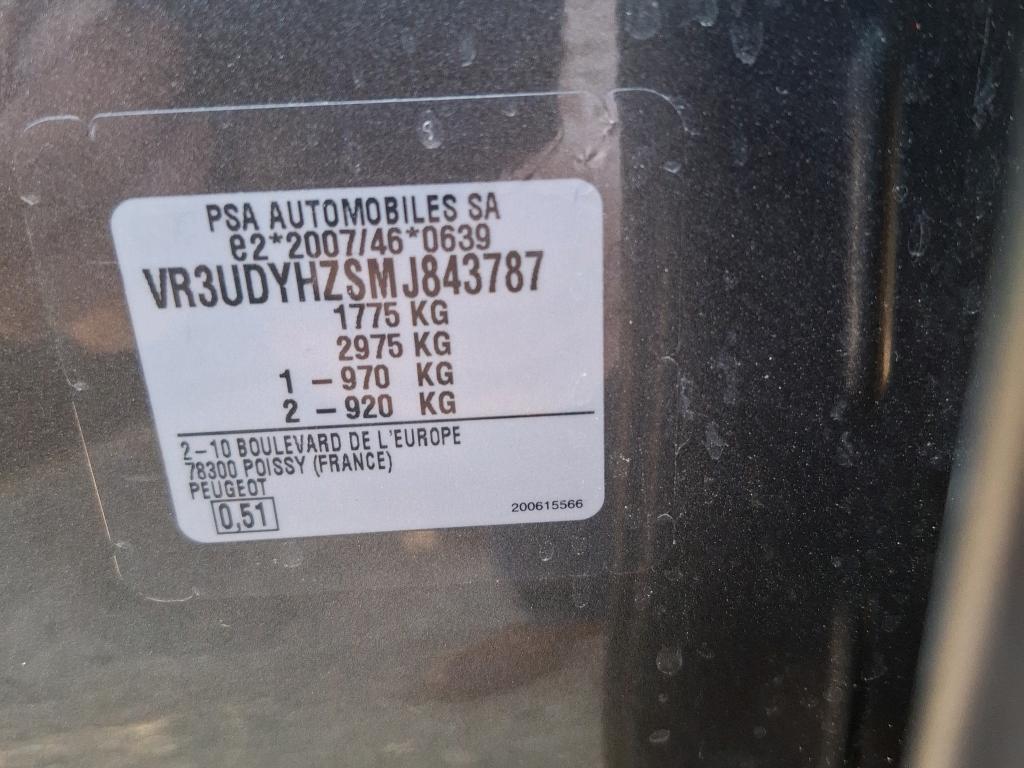 PSA AUTOMOBILES SA
e2*2007/46*0639
VR3UDYHZSMJ843787
1775 KG
2975 KG
1 – 970 KG
2 – 920 KG
2–10 BOULEVARD DE L'EUROPE
78300 POISSY (FRANCE)
PEUGEOT
0,51
200615566